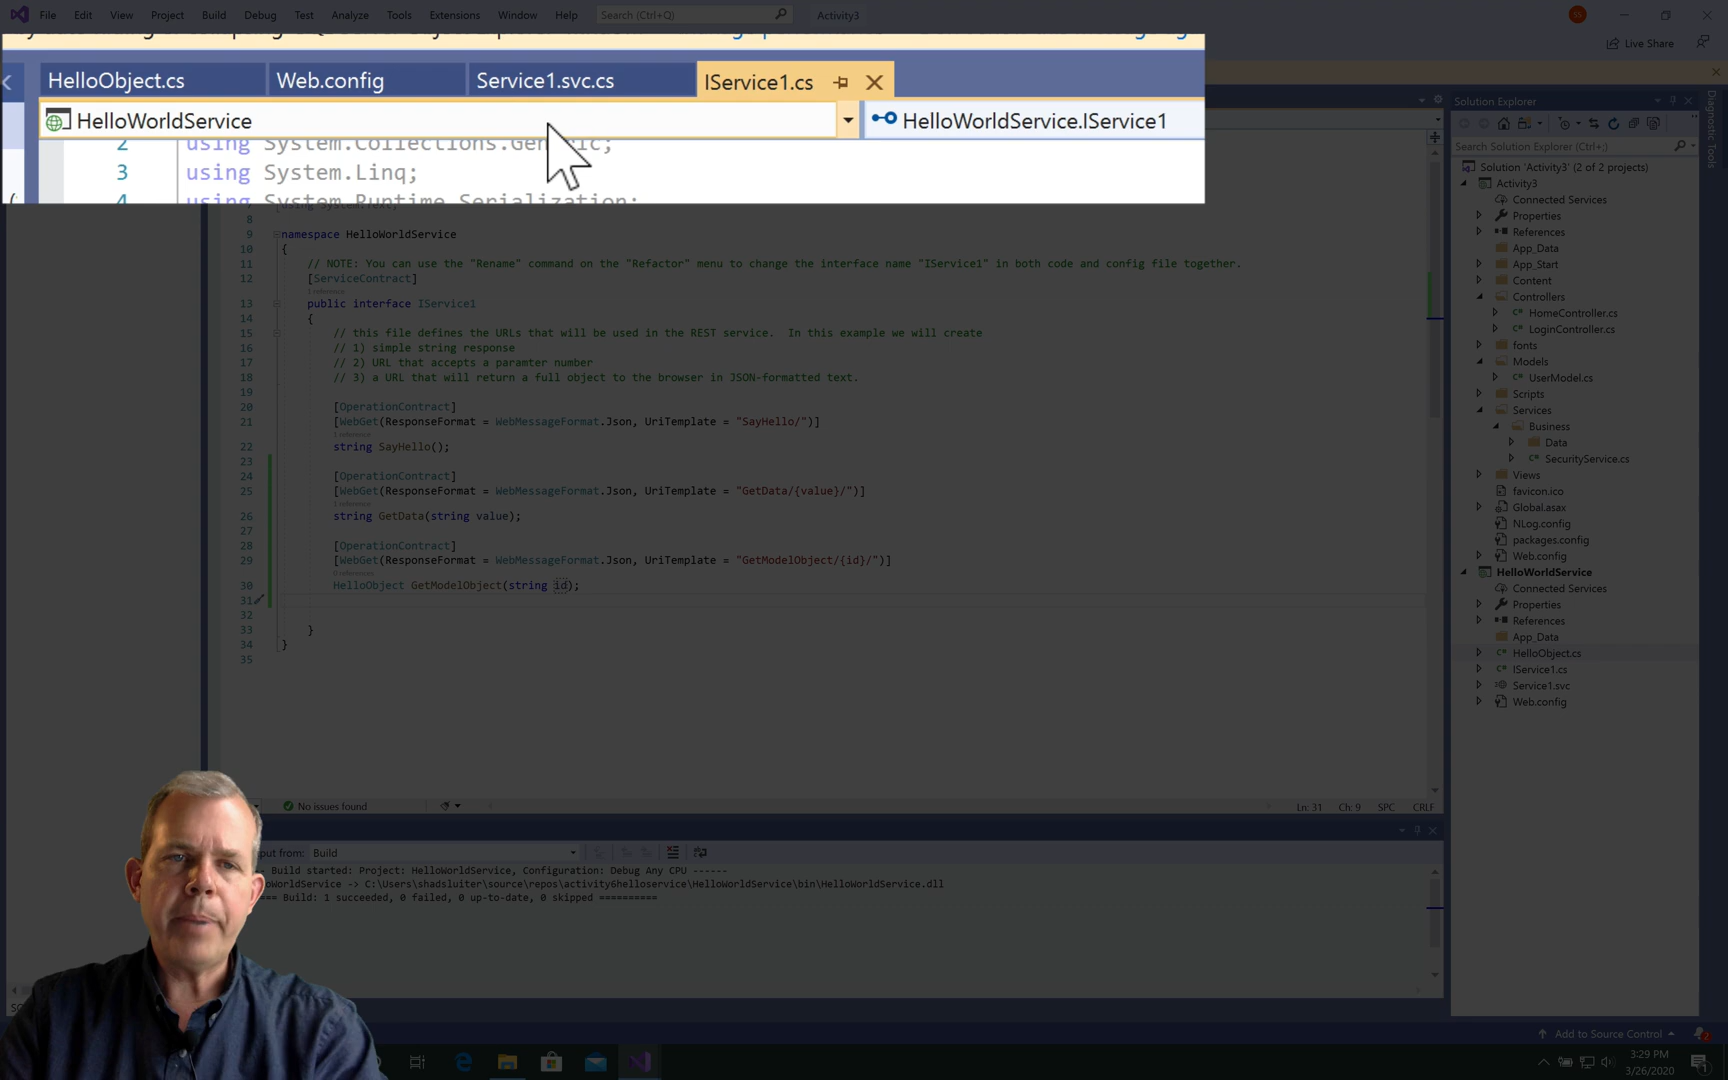 File Edit View Project Build Debug Test Analyze Tools Extensions Window Help Search (Ctrl+Q) Activity3 SS
Live Share
HelloObject.cs Web.config Service1.svc.cs IService1.cs
HelloWorldService HelloWorldService.IService1
2 using System.Collections.Generic;
3 using System.Linq;
4 using System.Runtime.Serialization;
8
9 namespace HelloWorldService
10 {
11 // NOTE: You can use the "Rename" command on the "Refactor" menu to change the interface name "IService1" in both code and config file together.
12 [ServiceContract]
1 reference
13 public interface IService1
14 {
15 // this file defines the URLs that will be used in the REST service. In this example we will create
16 // 1) simple string response
17 // 2) URL that accepts a paramter number
18 // 3) a URL that will return a full object to the browser in JSON-formatted text.
19
20 [OperationContract]
21 [WebGet(ResponseFormat = WebMessageFormat.Json, UriTemplate = "SayHello/")]
1 reference
22 string SayHello();
23
24 [OperationContract]
25 [WebGet(ResponseFormat = WebMessageFormat.Json, UriTemplate = "GetData/{value}/")]
1 reference
26 string GetData(string value);
27
28 [OperationContract]
29 [WebGet(ResponseFormat = WebMessageFormat.Json, UriTemplate = "GetModelObject/{id}/")]
0 references
30 HelloObject GetModelObject(string id);
31
32
33 }
34 }
35
No issues found Ln: 31 Ch: 9 SPC CRLF
put from: Build
Build started: Project: HelloWorldService, Configuration: Debug Any CPU ------
oWorldService -> C:\Users\shadsluiter\source\repos\activity6helloservice\HelloWorldService\bin\HelloWorldService.dll
=== Build: 1 succeeded, 0 failed, 0 up-to-date, 0 skipped ==========
Solution Explorer
Search Solution Explorer (Ctrl+;)
Solution 'Activity3' (2 of 2 projects)
Activity3
Connected Services
Properties
References
App_Data
App_Start
Content
Controllers
HomeController.cs
LoginController.cs
fonts
Models
UserModel.cs
Scripts
Services
Business
Data
SecurityService.cs
Views
favicon.ico
Global.asax
NLog.config
packages.config
Web.config
HelloWorldService
Connected Services
Properties
References
App_Data
HelloObject.cs
IService1.cs
Service1.svc
Web.config
Diagnostic Tools
Add to Source Control
3:29 PM
3/26/2020